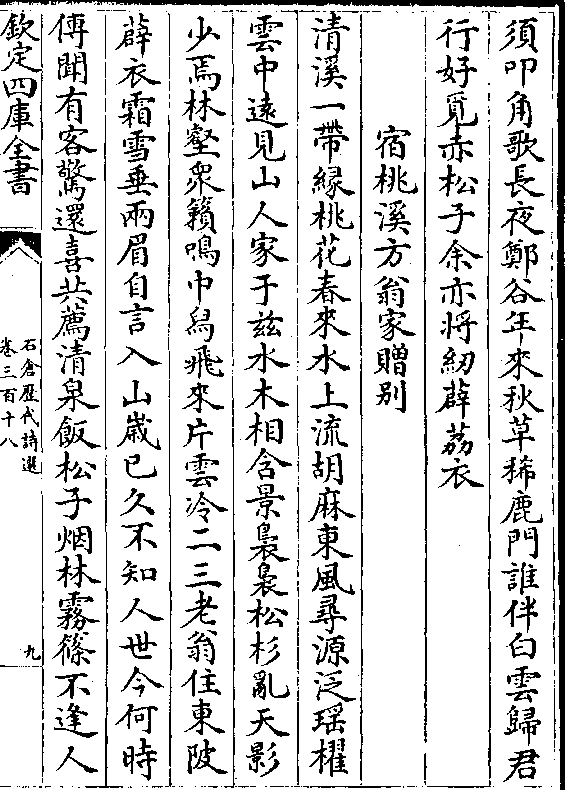 須叩角歌長夜鄭谷年來秋草稀鹿門誰伴白雲歸君
行好覓赤松子余亦將紉薜荔衣
宿桃溪方翁家贈别
清溪一帶緣桃花春來水上流胡麻東風尋源泛瑶櫂
雲中遠見山人家于兹水木相含景裊裊松杉亂天影
少焉林壑衆籟鳴巾舄飛來片雲冷二三老翁住東陂
薜衣霜雪垂兩眉自言入山歳已久不知人世今何時
傳聞有客驚還喜共薦清泉飯松子烟林霧篠不逢人
欽定四庫全書
石倉歷代詩選
卷三百十八
九